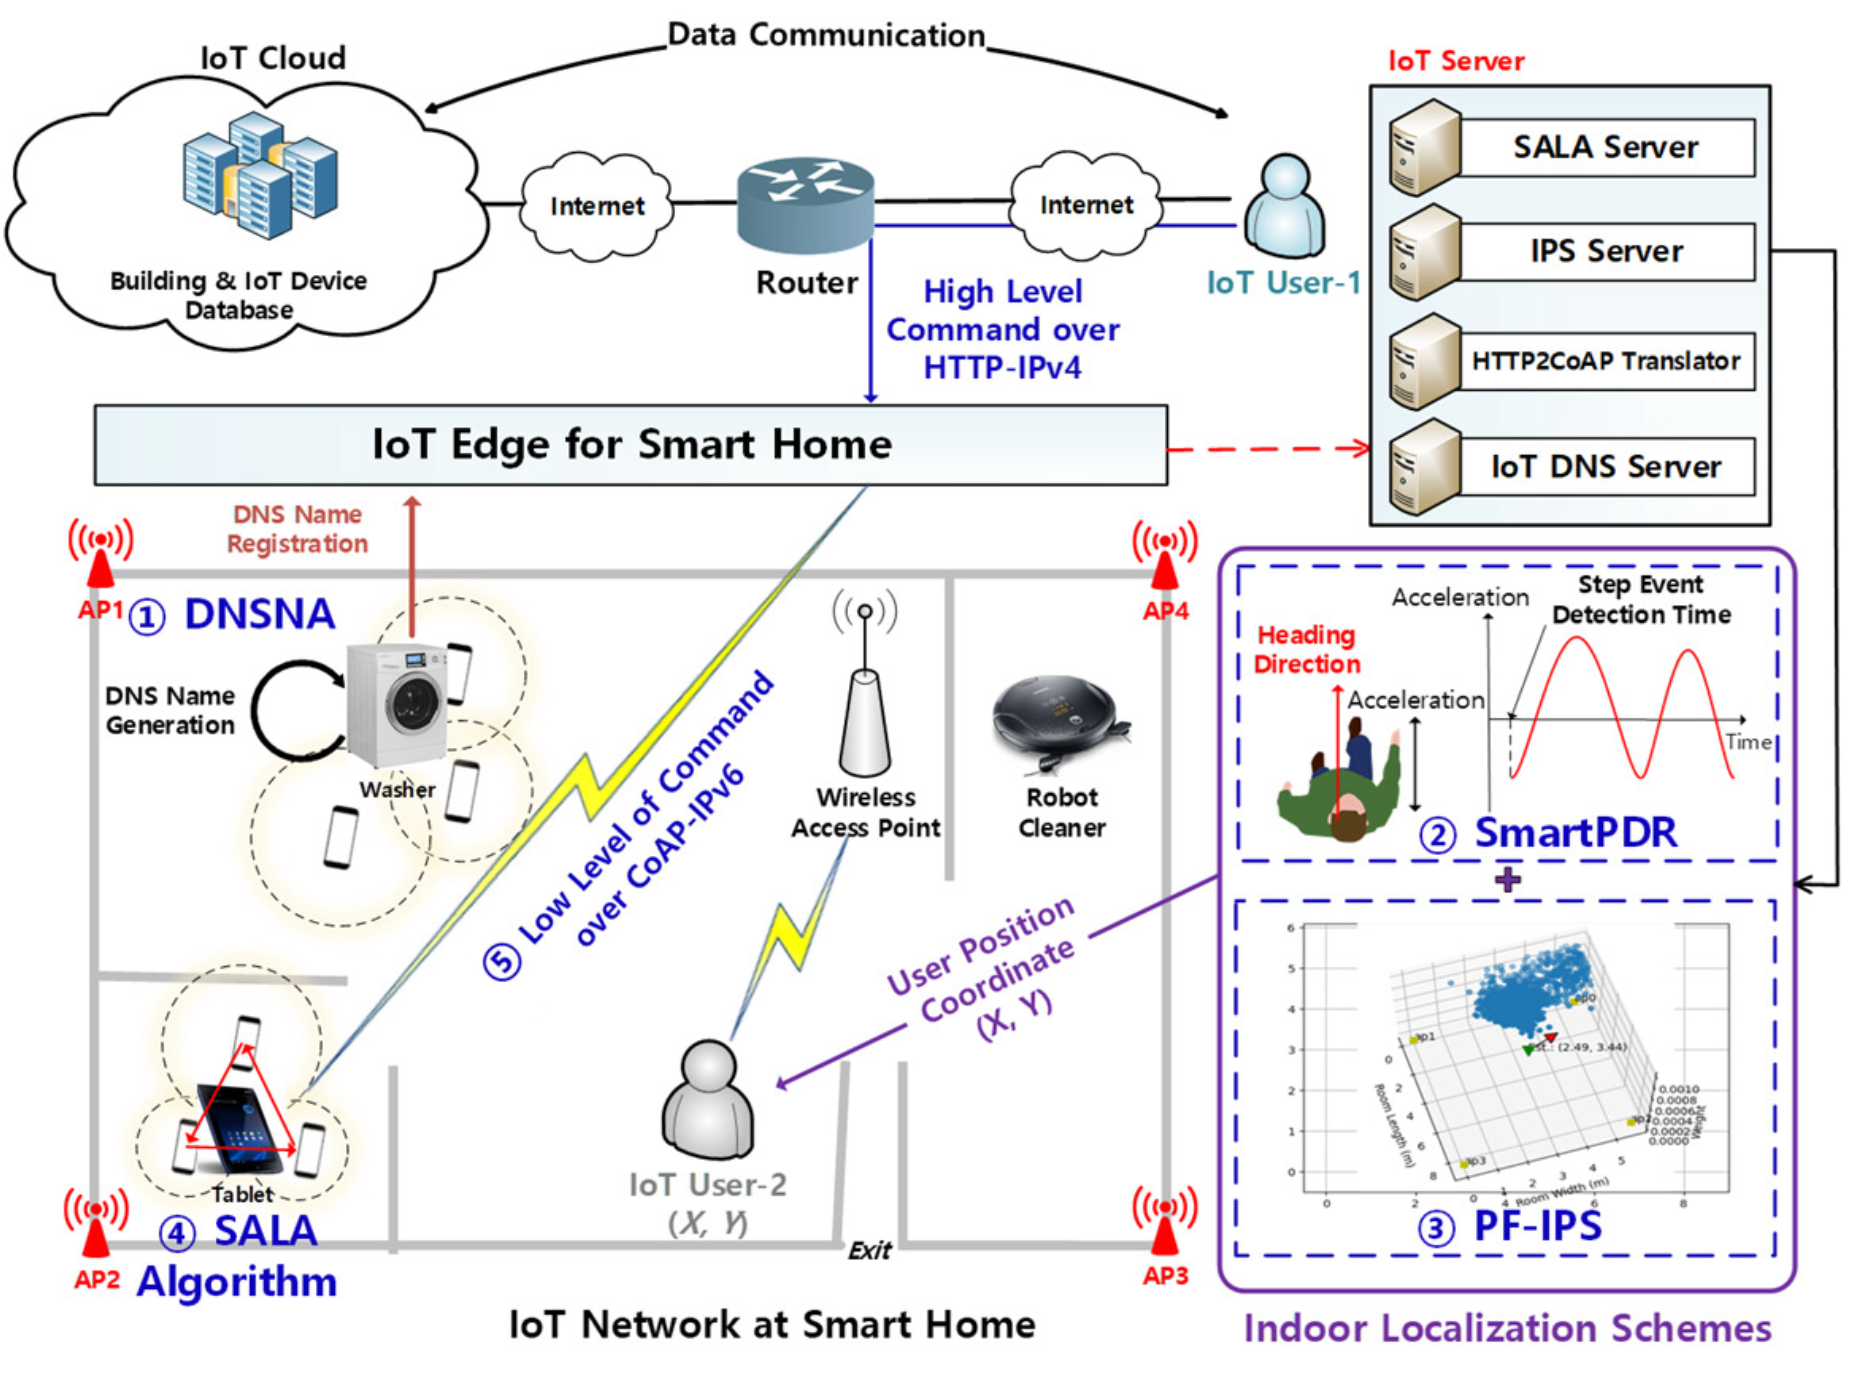 Data Communication
IoT Cloud
Building & IoT Device
Database
Internet
Router
Internet
IoT User-1
High Level
Command over
HTTP-IPv4
IoT Server
SALA Server
IPS Server
HTTP2CoAP Translator
IoT DNS Server
IoT Edge for Smart Home
DNS Name
Registration
AP1
① DNSNA
DNS Name
Generation
Washer
AP4
Wireless
Access Point
Robot
Cleaner
⑤ Low Level of Command
over CoAP-IPv6
User Position
Coordinate
(X, Y)
Tablet
④ SALA
Algorithm
AP2
IoT User-2
(X, Y)
Exit
AP3
IoT Network at Smart Home
Step Event
Detection Time
Acceleration
Heading
Direction
Acceleration
Time
② SmartPDR
+
6
5
4
3
2
1
0
0
2
4
6
8
ap0
ap1
Est.: (2.49, 3.44)
ap2
ap3
0
2
4
6
8
Room Length (m)
0
1
2
3
4
5
Room Width (m)
0.0010
0.0008
0.0006
0.0004
0.0002
0.0000
Weight
③ PF-IPS
Indoor Localization Schemes